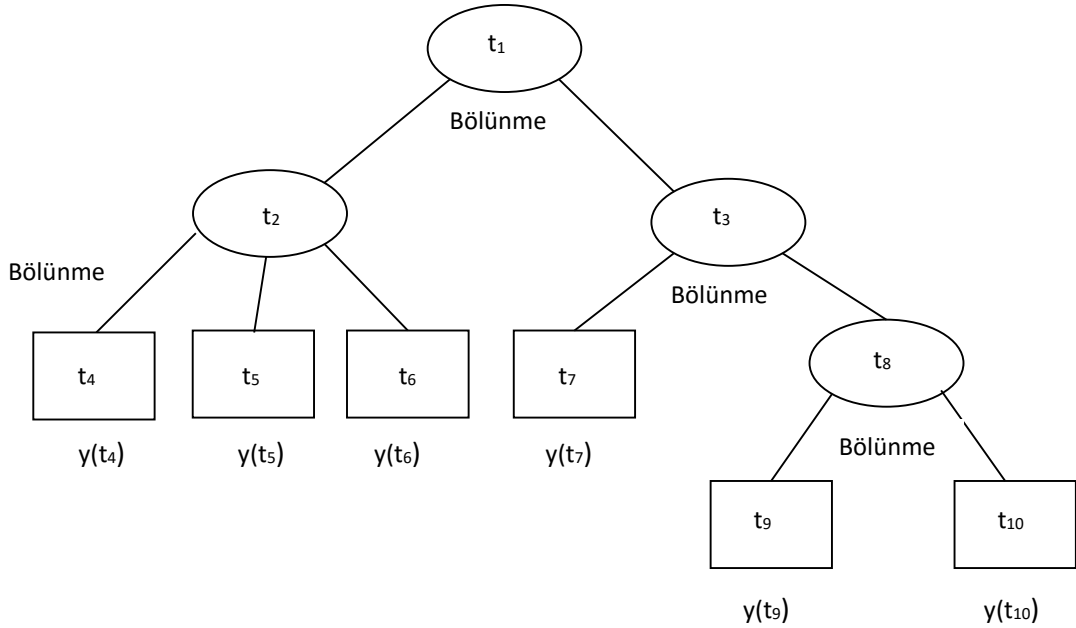 t₁
Bölünme
t₂
t₃
Bölünme
Bölünme
t₄
t₅
t₆
t₇
t₈
y(t₄)
y(t₅)
y(t₆)
y(t₇)
Bölünme
t₉
t₁₀
y(t₉)
y(t₁₀)